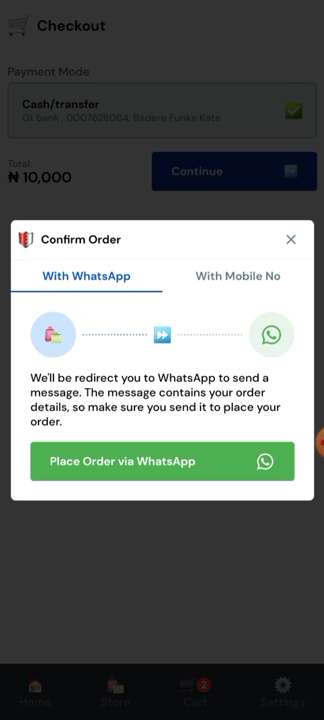 Checkout
Payment Mode
Cash/transfer
Gt bank , 0007628084, Badero Funke Kate
Total
₦ 10,000
Continue
Confirm Order
With WhatsApp
With Mobile No
We'll be redirect you to WhatsApp to send a
message. The message contains your order
details, so make sure you send it to place your
order.
Place Order via WhatsApp
2
Home
Store
Cart
Settings